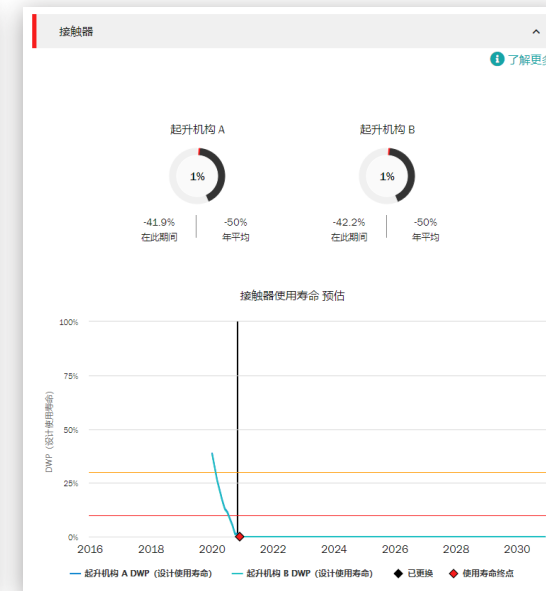 接触器
了解更多
起升机构 A 起升机构 B
1% 1%
-41.9% -50% -42.2% -50%
在此期间 年平均 在此期间 年平均
接触器使用寿命 预估
100%
75%
50%
25%
0%
DWP (设计使用寿命)
2016 2018 2020 2022 2024 2026 2028 2030
起升机构 A DWP (设计使用寿命) 起升机构 B DWP (设计使用寿命) 已更换 使用寿命终点